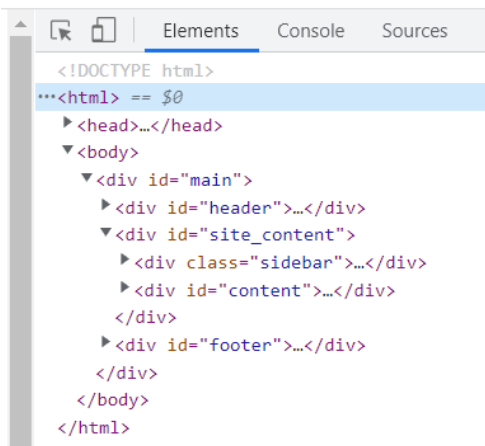 Elements Console Sources
<!DOCTYPE html>
…<html> == $0
<head>…</head>
<body>
<div id="main">
<div id="header">…</div>
<div id="site_content">
<div class="sidebar">…</div>
<div id="content">…</div>
</div>
<div id="footer">…</div>
</div>
</body>
</html>